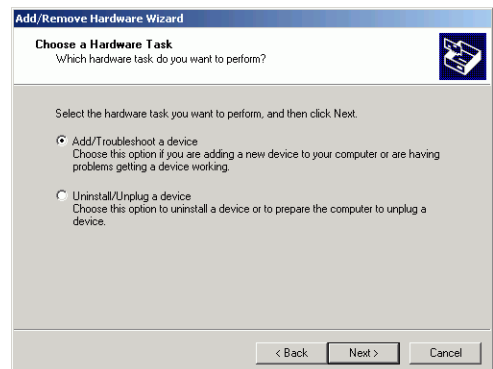 Add/Remove Hardware Wizard
Choose a Hardware Task
Which hardware task do you want to perform?
Select the hardware task you want to perform, and then click Next.
Add/Troubleshoot a device
Choose this option if you are adding a new device to your computer or are having
problems getting a device working.
Uninstall/Unplug a device
Choose this option to uninstall a device or to prepare the computer to unplug a
device.
< Back Next > Cancel